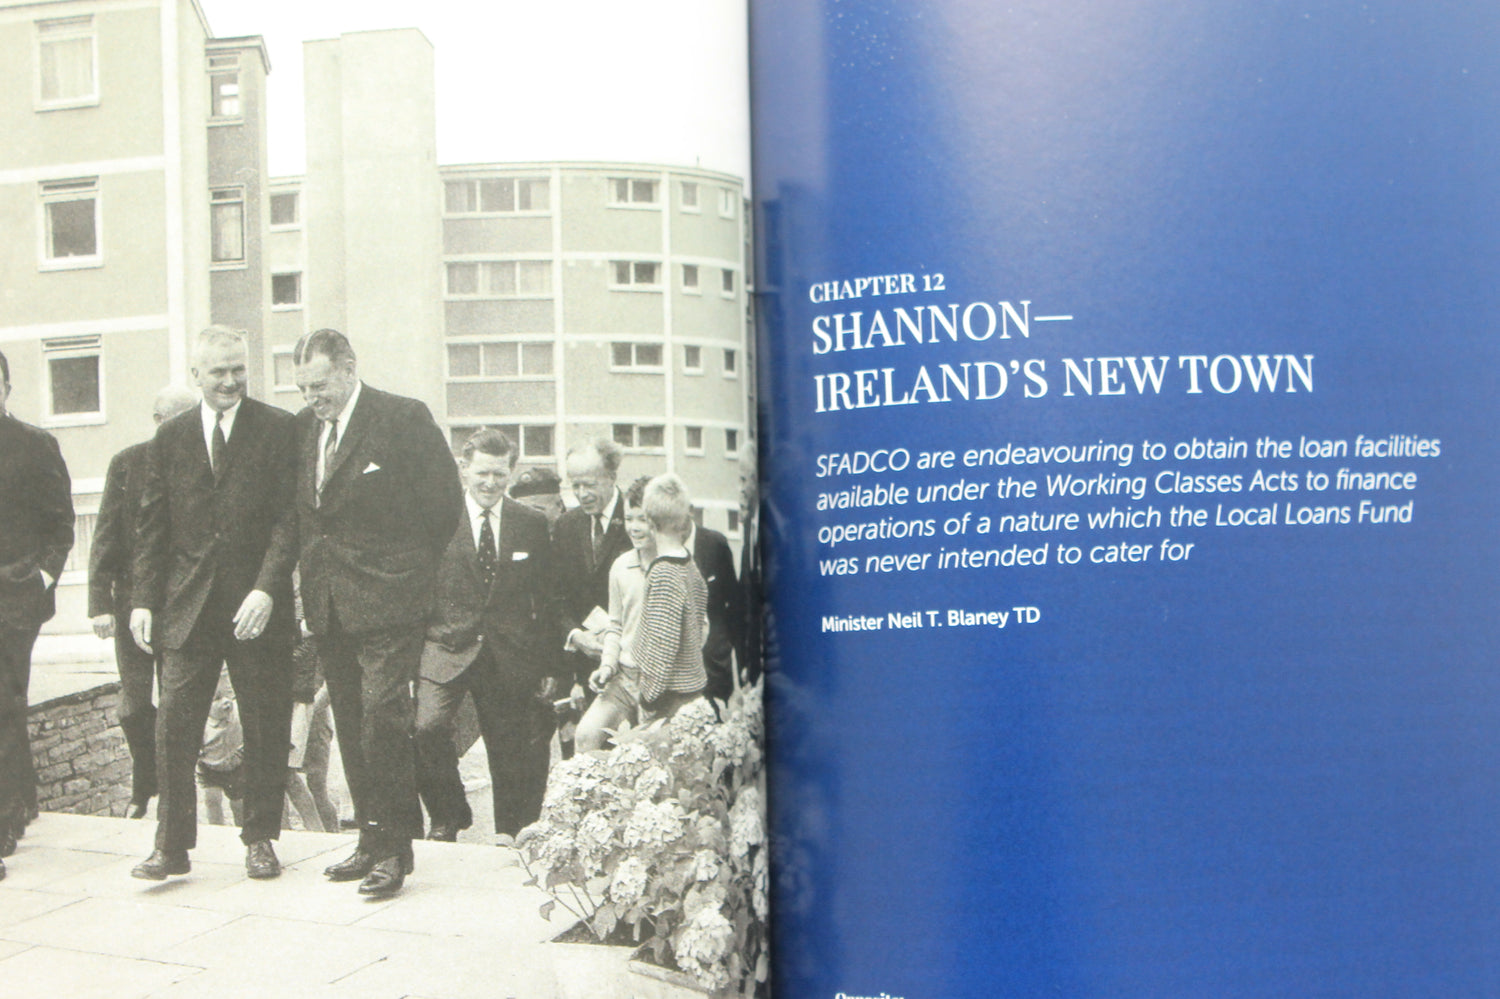 CHAPTER 12
SHANNON—
IRELAND'S NEW TOWN
SFADCO are endeavouring to obtain the loan facilities
available under the Working Classes Acts to finance
operations of a nature which the Local Loans Fund
was never intended to cater for
Minister Neil T. Blaney TD
Opposite: